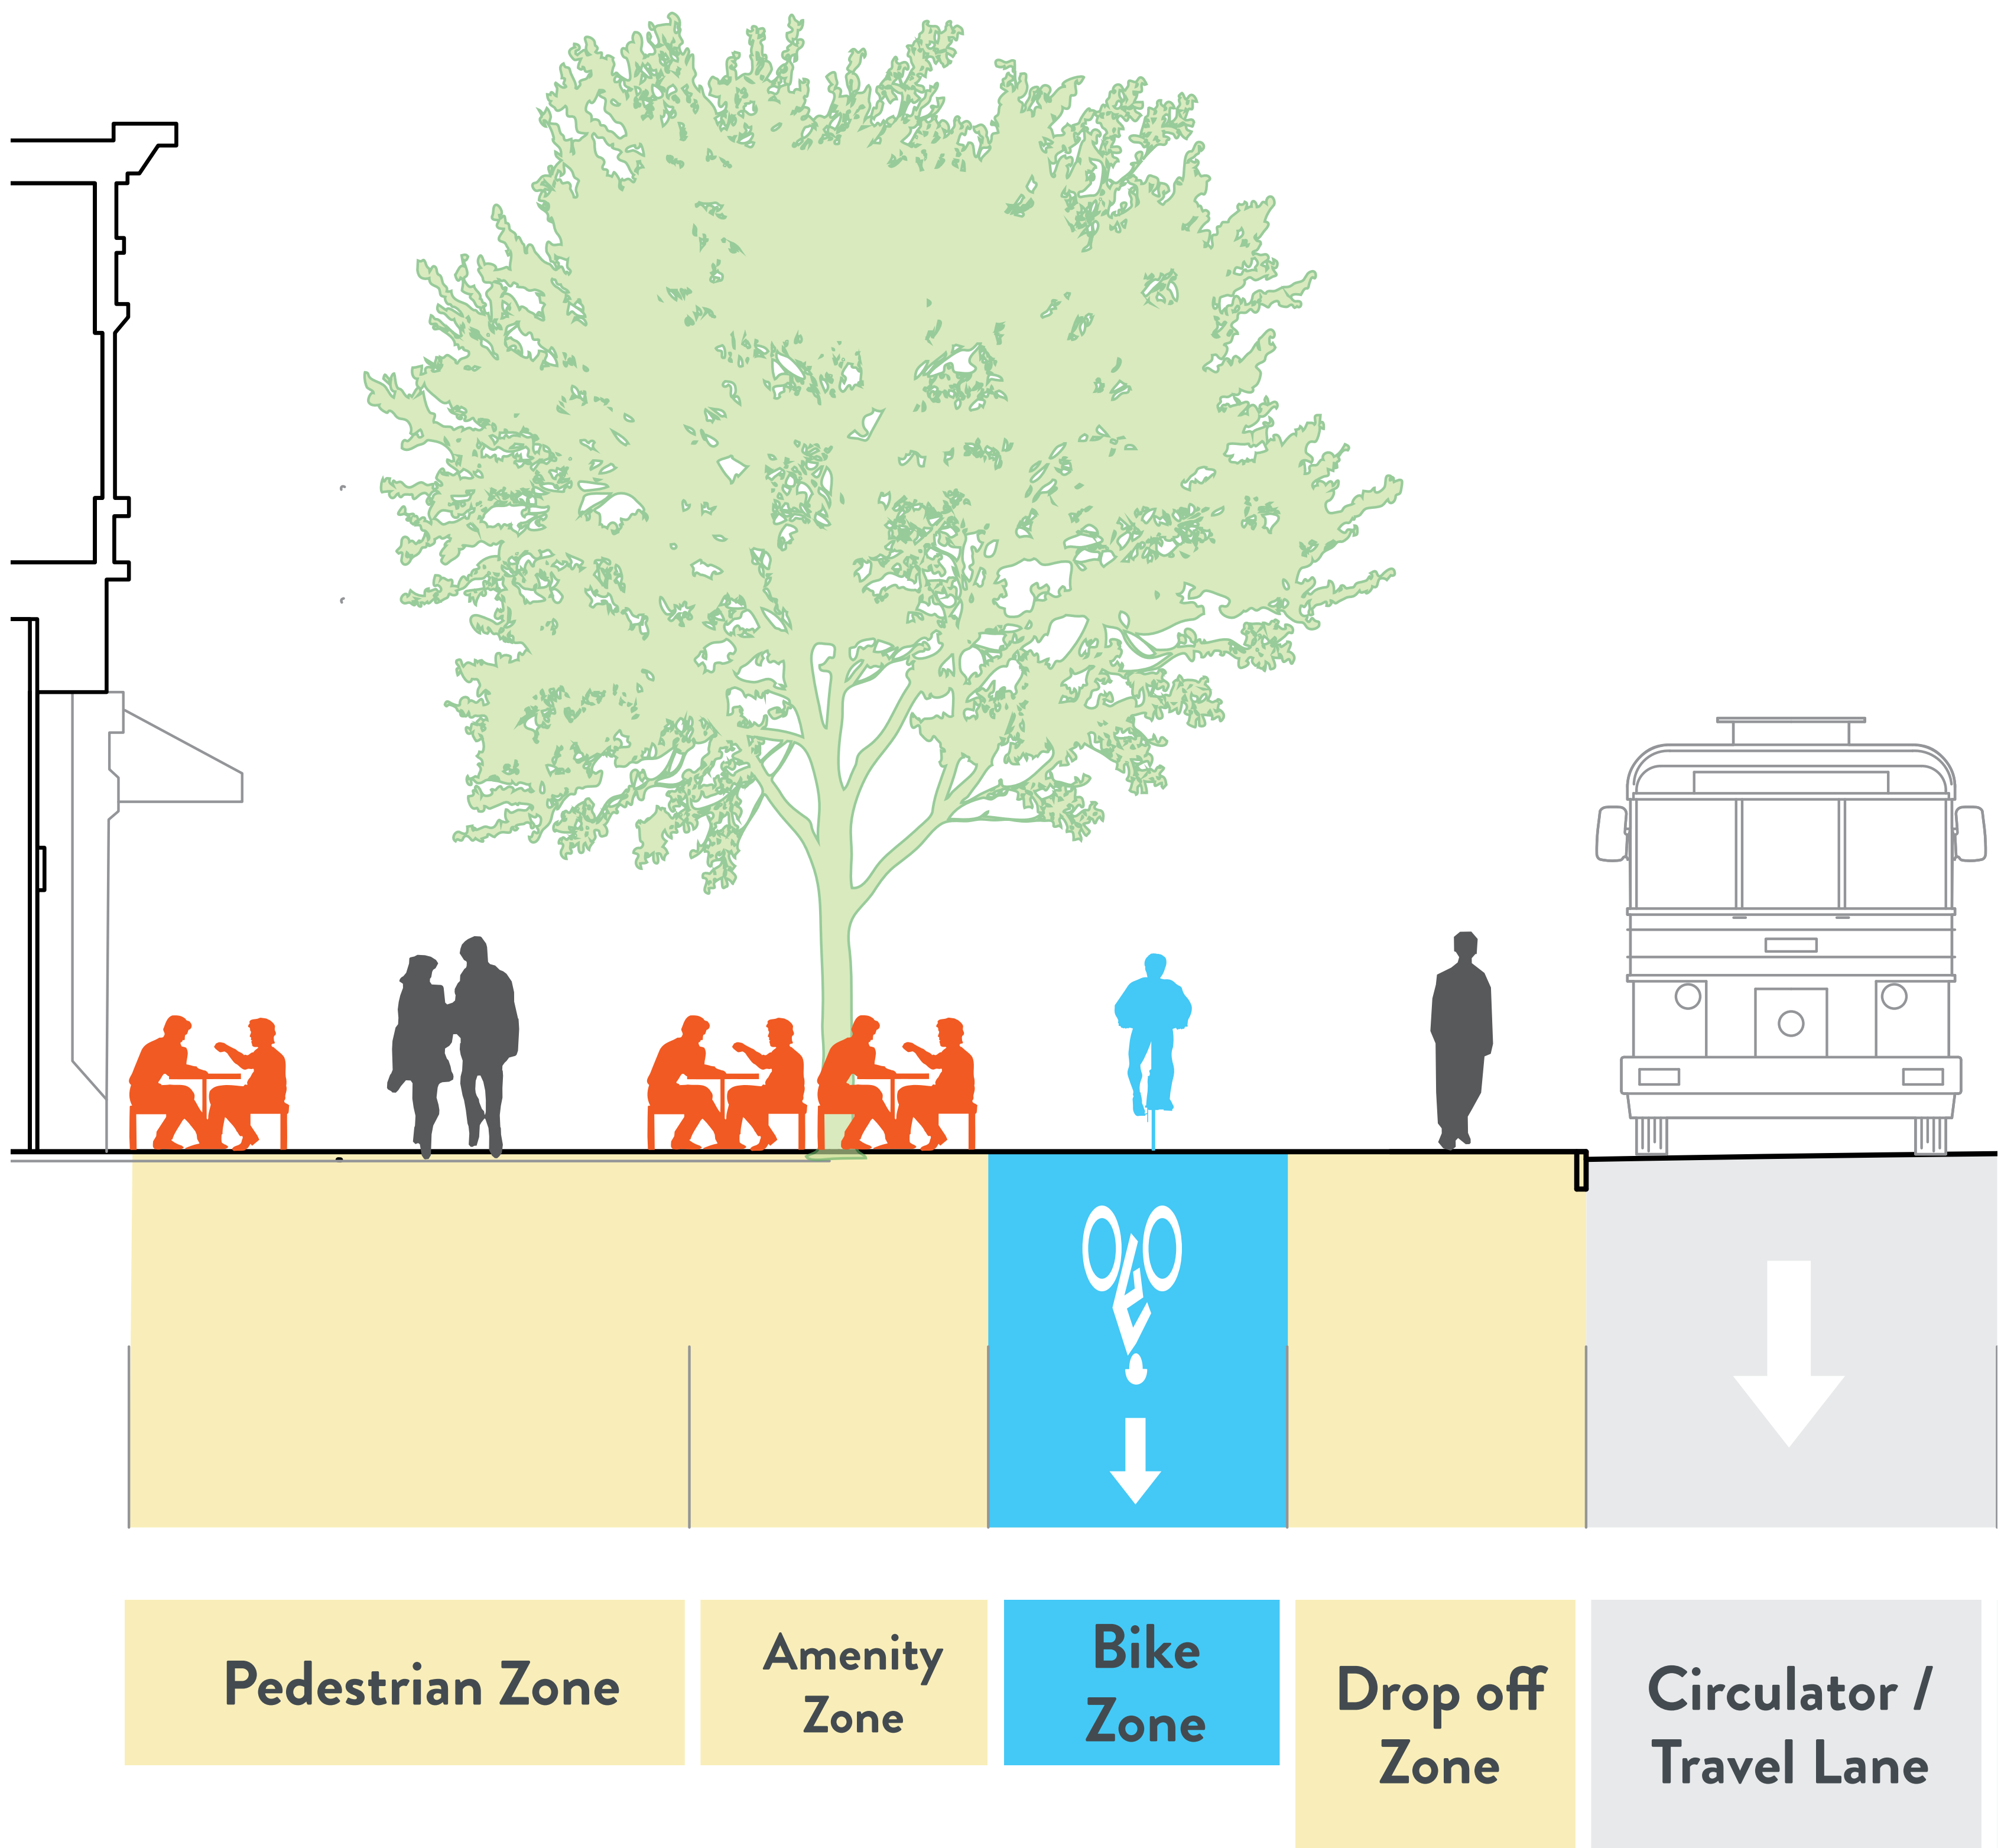 Pedestrian Zone
Amenity
Zone
Bike
Zone
Drop off
Zone
Circulator /
Travel Lane